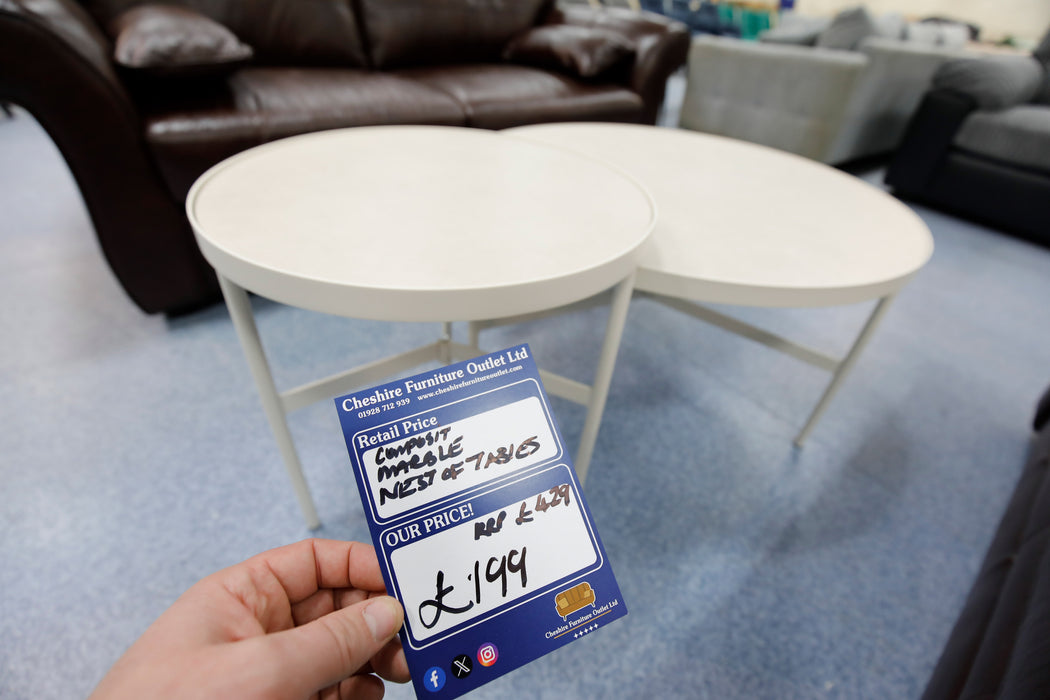 Cheshire Furniture Outlet Ltd
01928 712 939 www.cheshirefurnitureoutlet.com
Retail Price
COMPOSIT
MARBLE
NEST OF TABLES
OUR PRICE!
RRP £429
£199
Cheshire Furniture Outlet Ltd